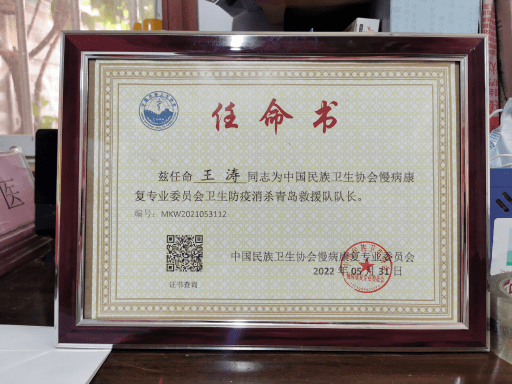 任命书
兹任命 王涛 同志为中国民族卫生协会慢病康
复专业委员会卫生防疫消杀青岛救援队队长。
编号：MKW2021053112
中国民族卫生协会慢病康复专业委员会
2022 年 05 月 31 日
证书查询
医